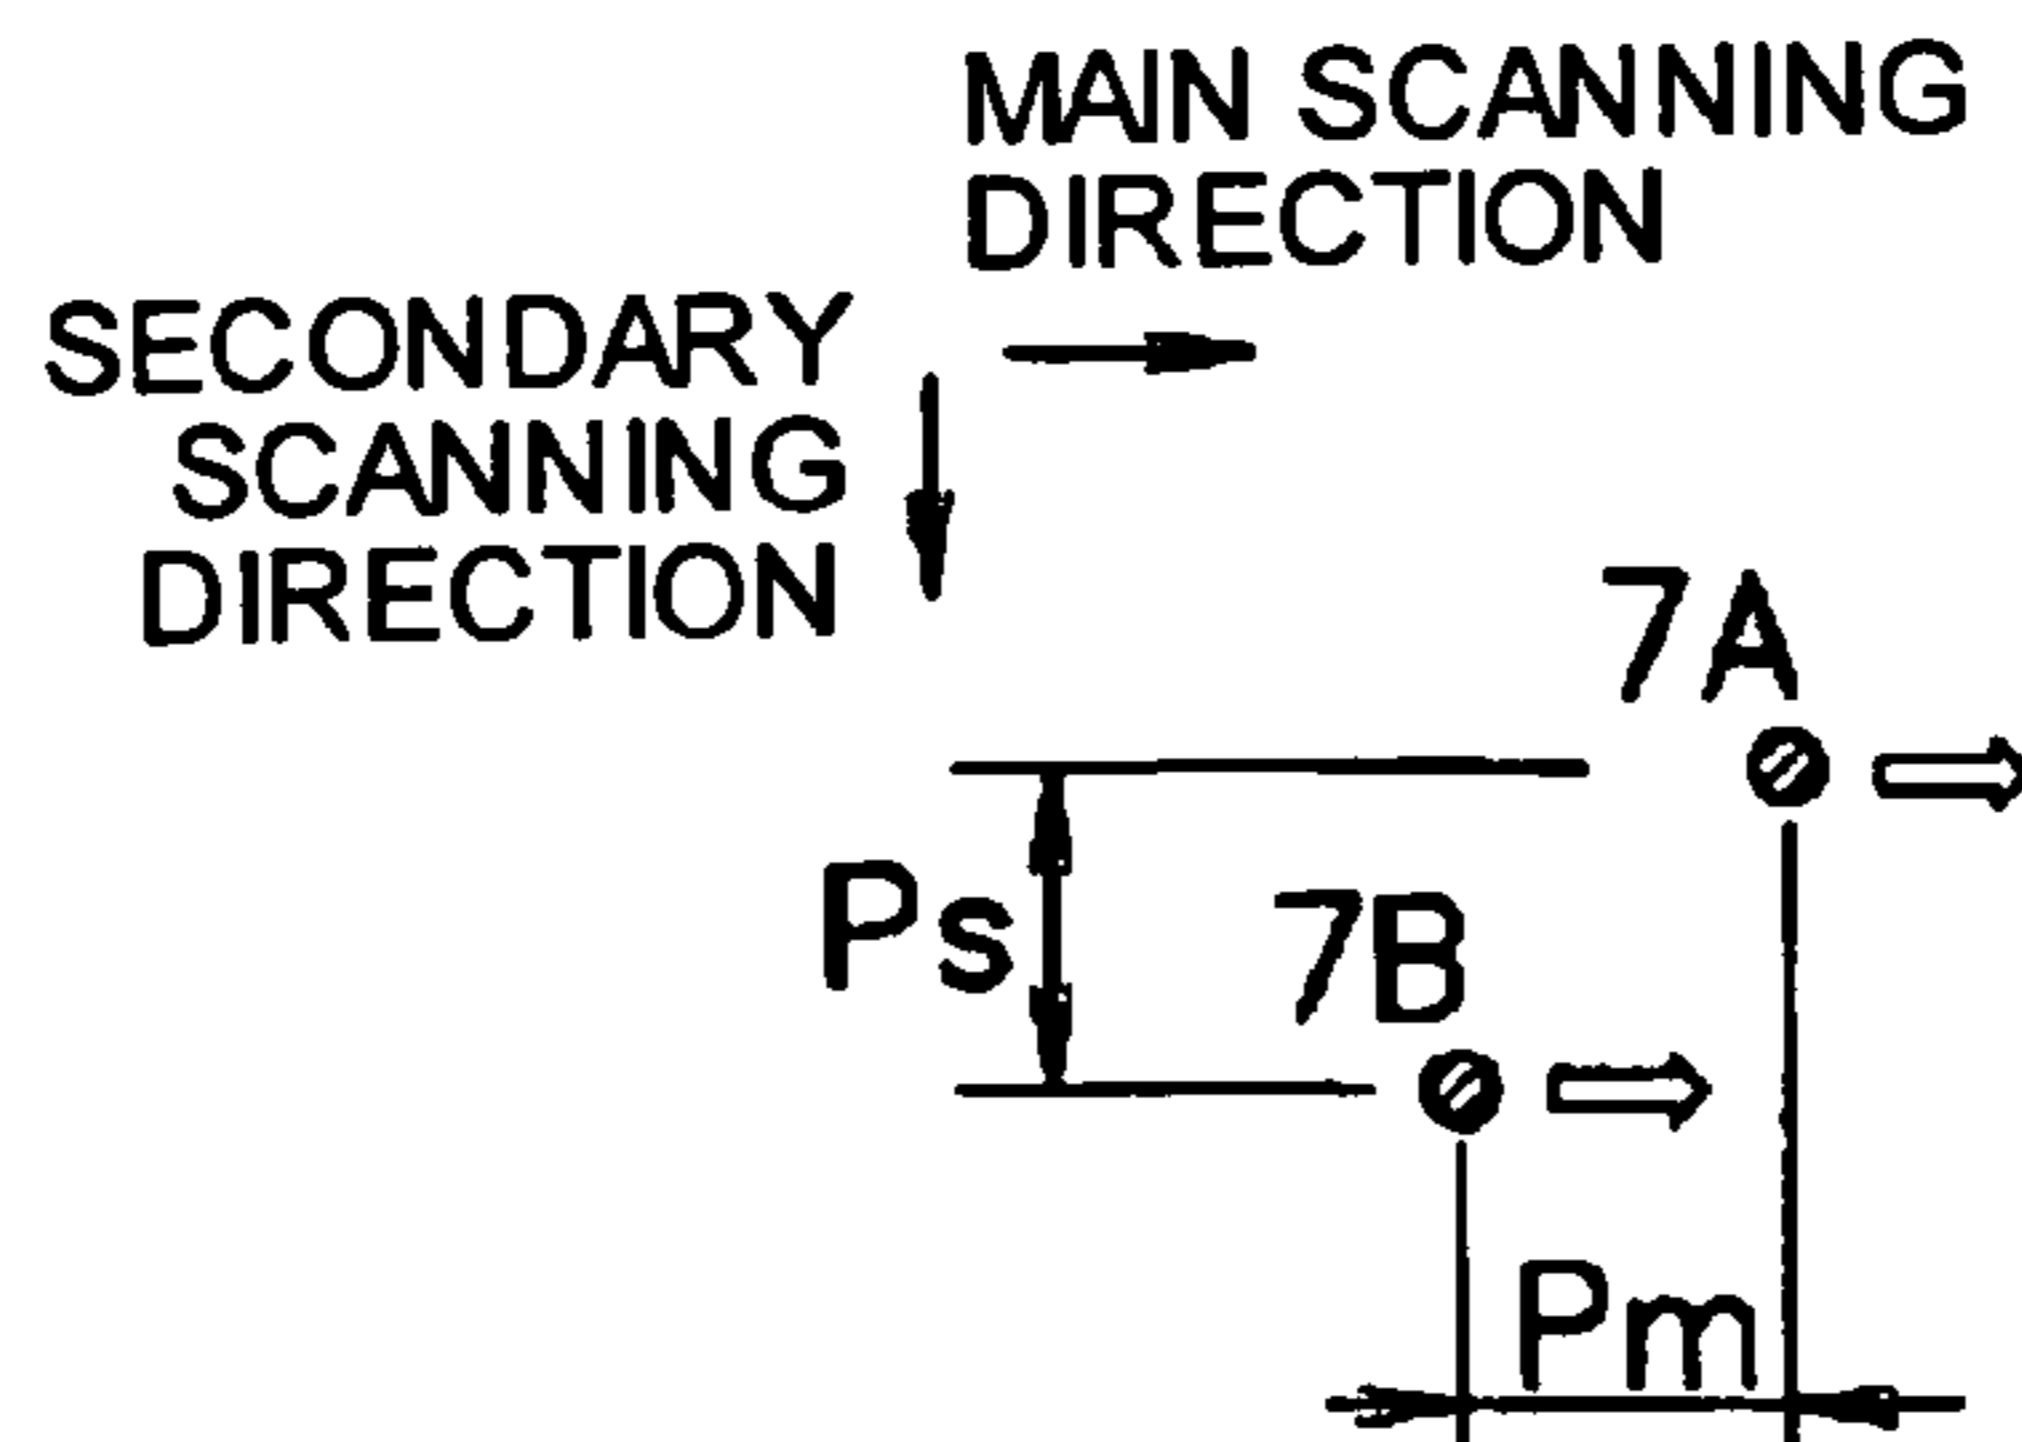 MAIN SCANNING
DIRECTION
SECONDARY
SCANNING
DIRECTION
7A
Ps
7B
Pm